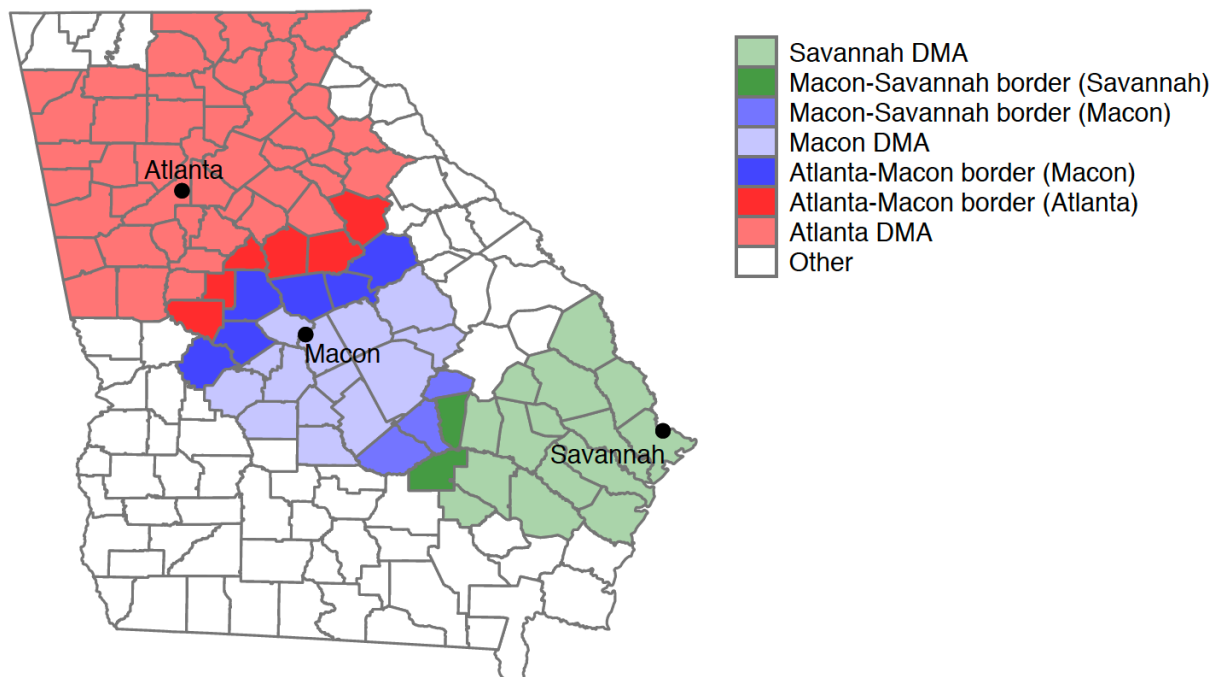 Atlanta
Macon
Savannah
Savannah DMA
Macon-Savannah border (Savannah)
Macon-Savannah border (Macon)
Macon DMA
Atlanta-Macon border (Macon)
Atlanta-Macon border (Atlanta)
Atlanta DMA
Other